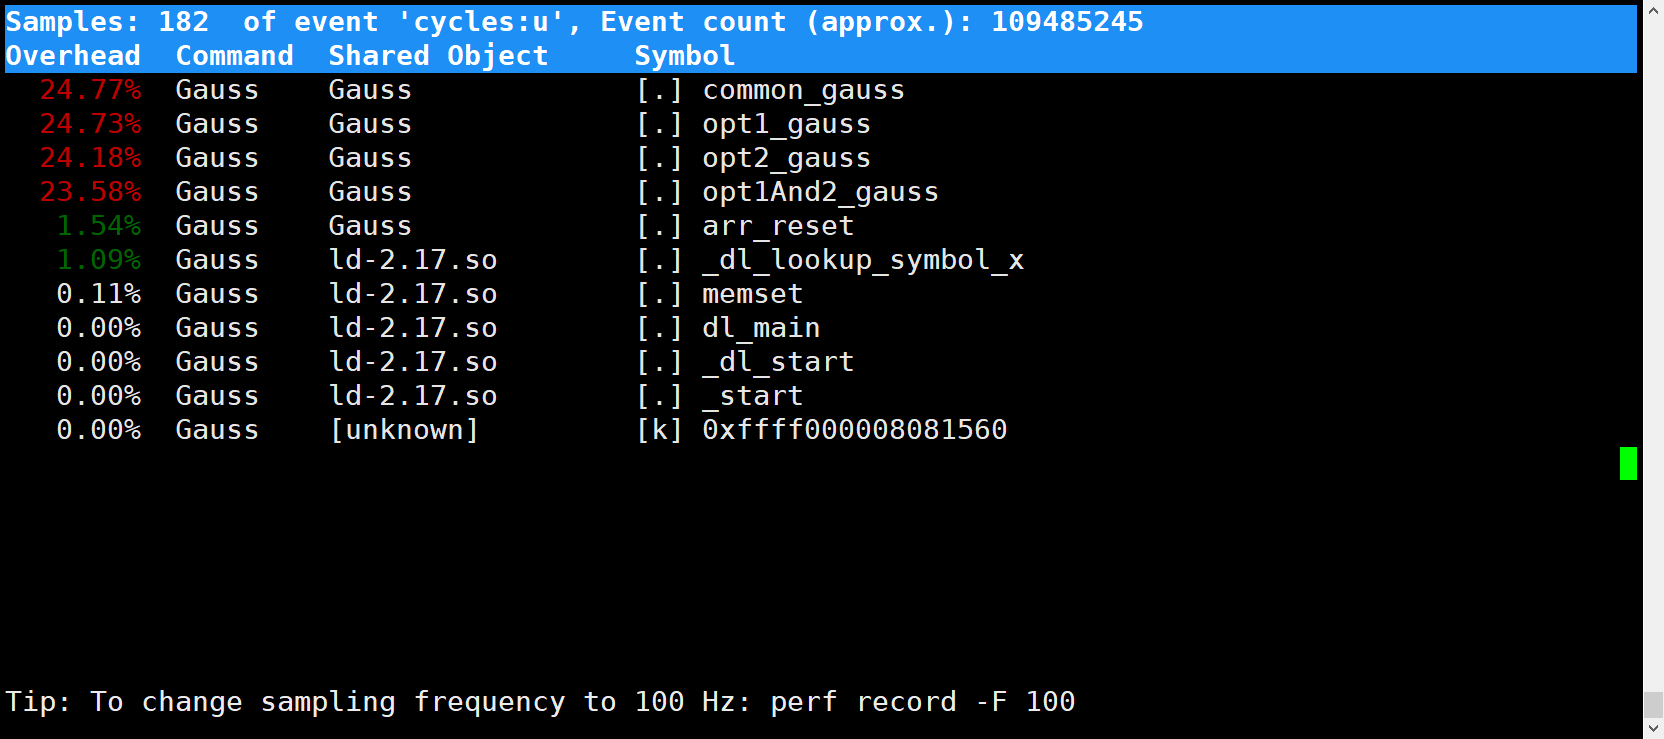 Samples: 182  of event 'cycles:u', Event count (approx.): 109485245
Overhead  Command  Shared Object     Symbol
  24.77%  Gauss    Gauss             [.] common_gauss
  24.73%  Gauss    Gauss             [.] opt1_gauss
  24.18%  Gauss    Gauss             [.] opt2_gauss
  23.58%  Gauss    Gauss             [.] opt1And2_gauss
   1.54%  Gauss    Gauss             [.] arr_reset
   1.09%  Gauss    ld-2.17.so        [.] _dl_lookup_symbol_x
   0.11%  Gauss    ld-2.17.so        [.] memset
   0.00%  Gauss    ld-2.17.so        [.] dl_main
   0.00%  Gauss    ld-2.17.so        [.] _dl_start
   0.00%  Gauss    ld-2.17.so        [.] _start
   0.00%  Gauss    [unknown]         [k] 0xffff000008081560
Tip: To change sampling frequency to 100 Hz: perf record -F 100